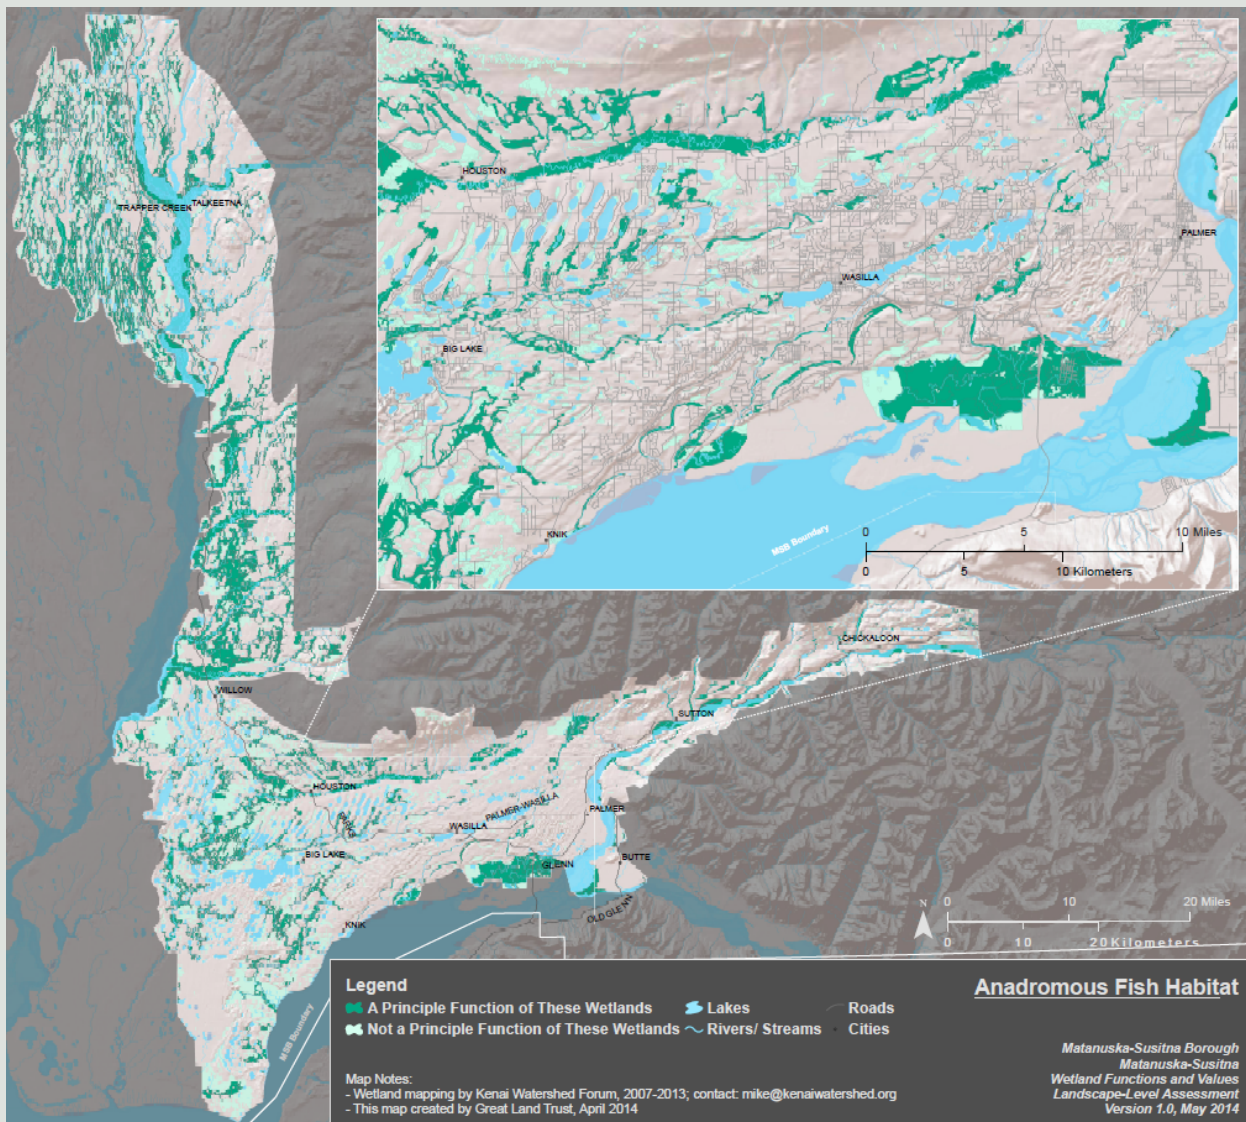 HOUSTON
PALMER
WASILLA
BIG LAKE
KNIK
MSB Boundary
0 5 10 Miles
0 5 10 Kilometers
TRAPPER CREEK
TALKEETNA
CHICKALOON
WILLOW
SUTTON
HOUSTON
PARKS
PALMER-WASILLA
PALMER
WASILLA
BIG LAKE
GLENN
BUTTE
OLD GLENN
KNIK
MSB Boundary
N
0 10 20 Miles
0 10 20 Kilometers
Legend
A Principle Function of These Wetlands
Not a Principle Function of These Wetlands
Lakes
Rivers/ Streams
Roads
Cities
Map Notes:
- Wetland mapping by Kenai Watershed Forum, 2007-2013; contact: mike@kenaiwatershed.org
- This map created by Great Land Trust, April 2014
Anadromous Fish Habitat
Matanuska-Susitna Borough
Matanuska-Susitna
Wetland Functions and Values
Landscape-Level Assessment
Version 1.0, May 2014